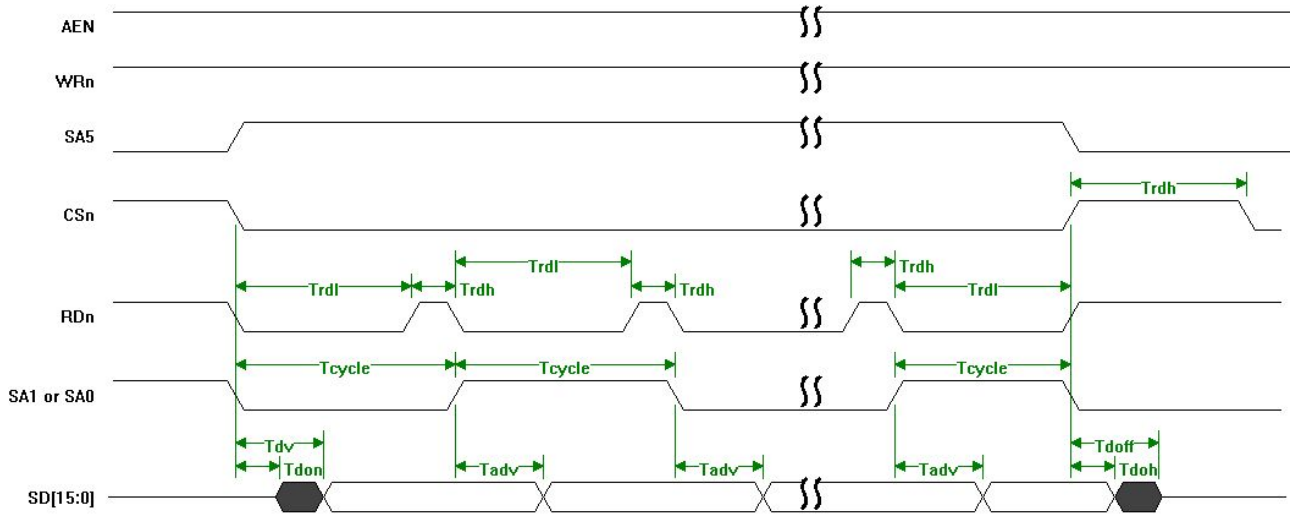 AEN
WRn
SA5
Trdh
CSn
Trdl Trdh
Trdl Trdh Trdh Trdl
RDn
Tcycle Tcycle Tcycle
SA1 or SA0
Tdv Tdoff
Tdon Tadv Tadv Tadv Tdoh
SD[15:0]